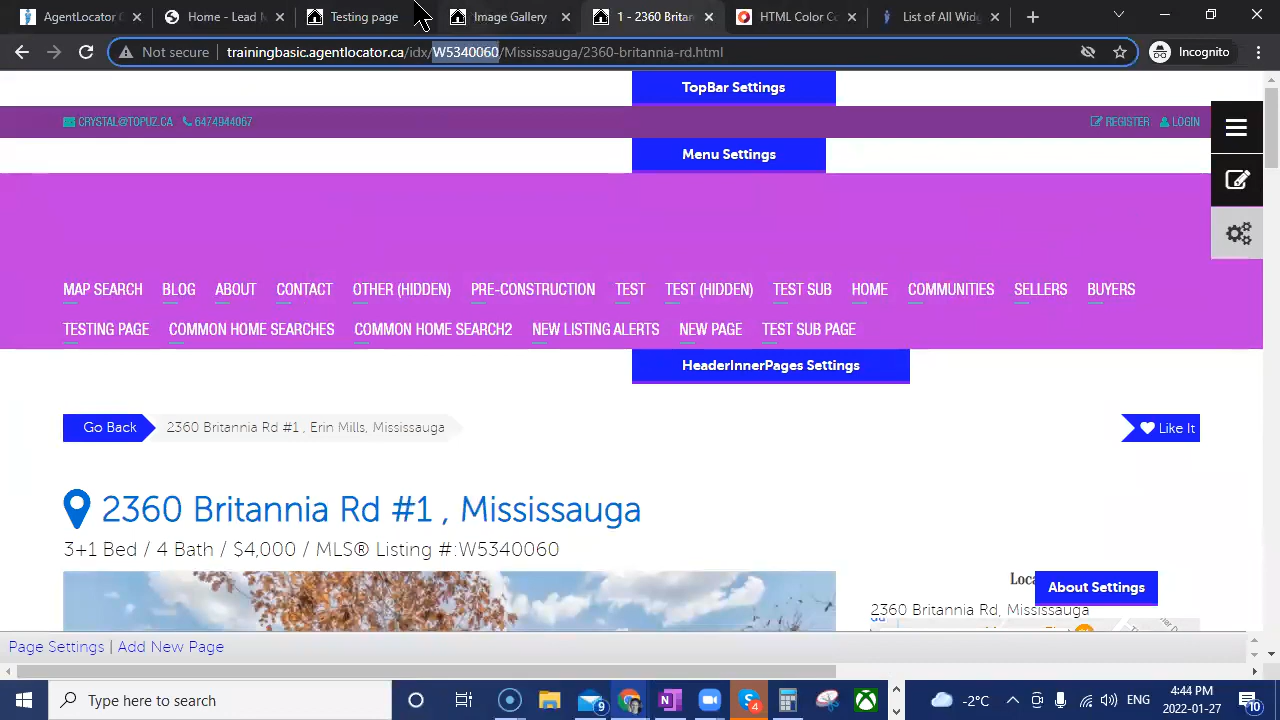 AgentLocator
Home - Lead N
Testing page
Image Gallery
1 - 2360 Britan
HTML Color Co
List of All Widg
Not secure
trainingbasic.agentlocator.ca/idx/W5340060/Mississauga/2360-britannia-rd.html
Incognito
TopBar Settings
CRYSTAL@TOPUZ.CA 6474944067
REGISTER LOGIN
Menu Settings
MAP SEARCH BLOG ABOUT CONTACT OTHER (HIDDEN) PRE-CONSTRUCTION TEST TEST (HIDDEN) TEST SUB HOME COMMUNITIES SELLERS BUYERS
TESTING PAGE COMMON HOME SEARCHES COMMON HOME SEARCH2 NEW LISTING ALERTS NEW PAGE TEST SUB PAGE
HeaderInnerPages Settings
Go Back 2360 Britannia Rd #1 , Erin Mills, Mississauga
Like It
2360 Britannia Rd #1 , Mississauga
3+1 Bed / 4 Bath / $4,000 / MLS® Listing #:W5340060
Loca
About Settings
2360 Britannia Rd, Mississauga
Page Settings | Add New Page
Type here to search
9
4
-2°C
ENG
4:44 PM
2022-01-27
10